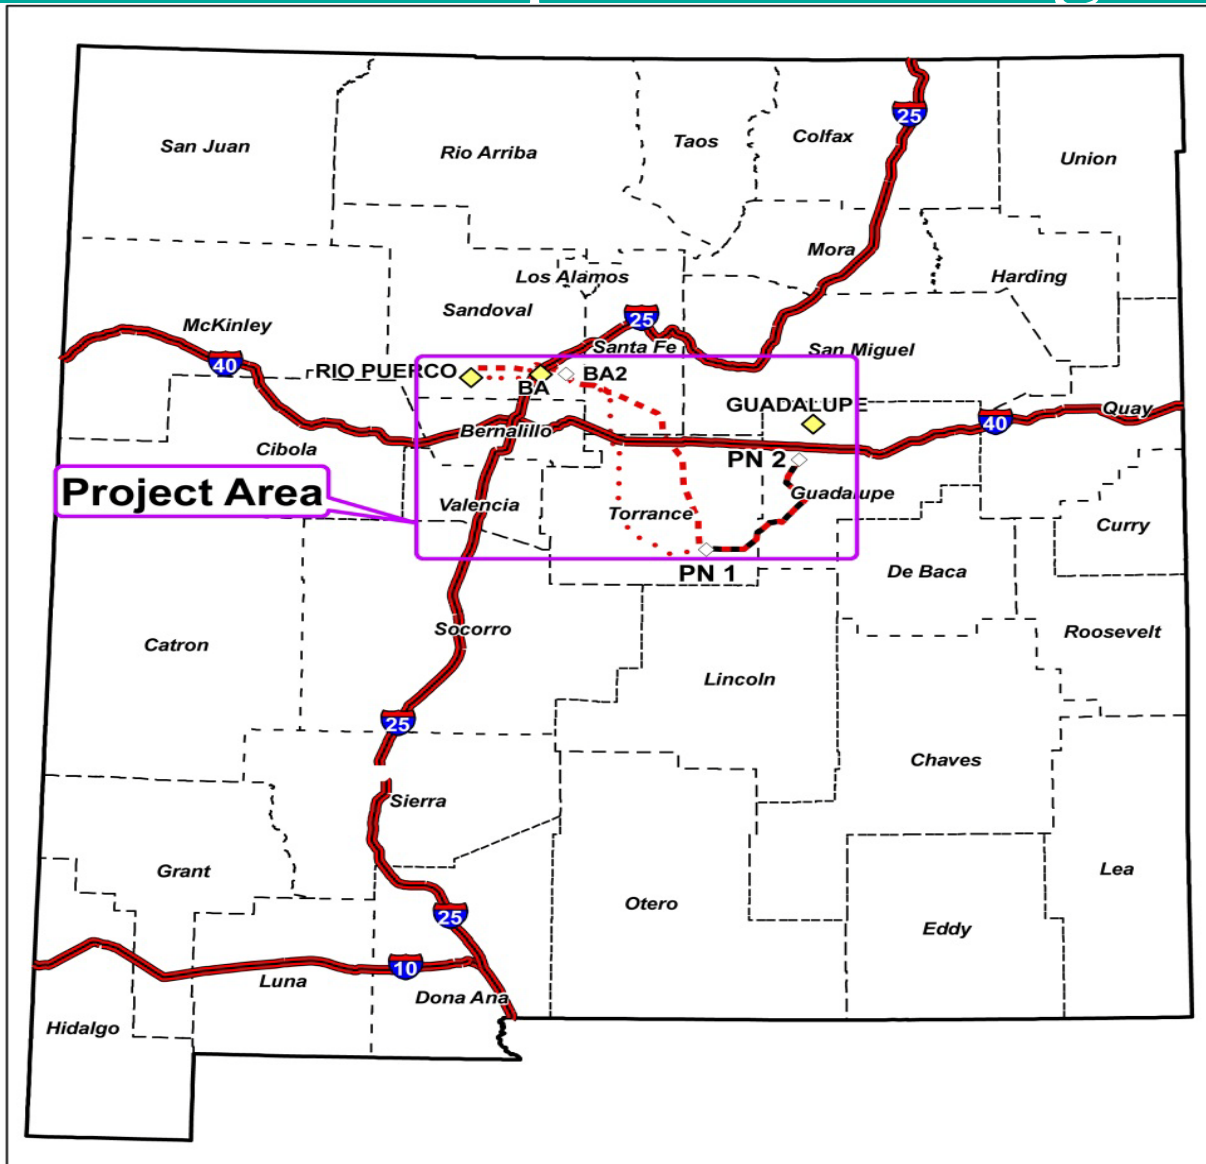 25
San Juan
Rio Arriba
Taos
Colfax
Union
Mora
Los Alamos
Harding
Sandoval
McKinley
25
Santa Fe
San Miguel
40
RIO PUERCO
BA
BA2
GUADALUPE
Quay
40
Bernalillo
Cibola
PN 2
Project Area
Valencia
Torrance
Guadalupe
Curry
PN 1
De Baca
Socorro
Roosevelt
Catron
Lincoln
25
Chaves
Sierra
Grant
Lea
Otero
25
Eddy
10
Luna
Dona Ana
Hidalgo